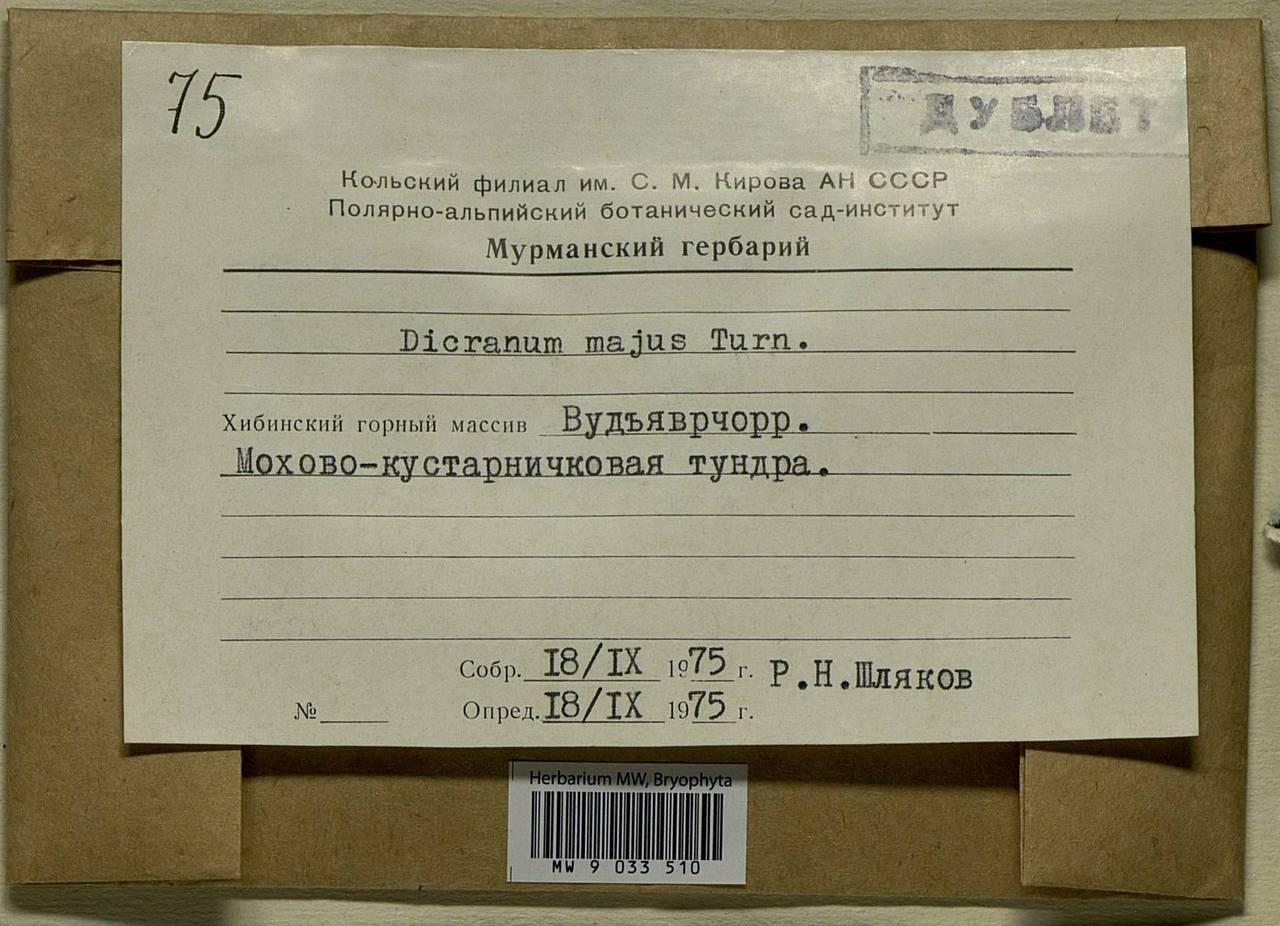 75
ДУБЛЕТ
Кольский филиал им. С. М. Кирова АН СССР
Полярно-альпийский ботанический сад-институт
Мурманский гербарий
Dicranum majus Turn.
Хибинский горный массив Вудъяврчорр.
Мохово-кустарничковая тундра.
Собр. I8/IX 1975 г. Р.Н.Шляков
№ Опред. I8/IX 1975 г.
Herbarium MW, Bryophyta
MW 9 033 510